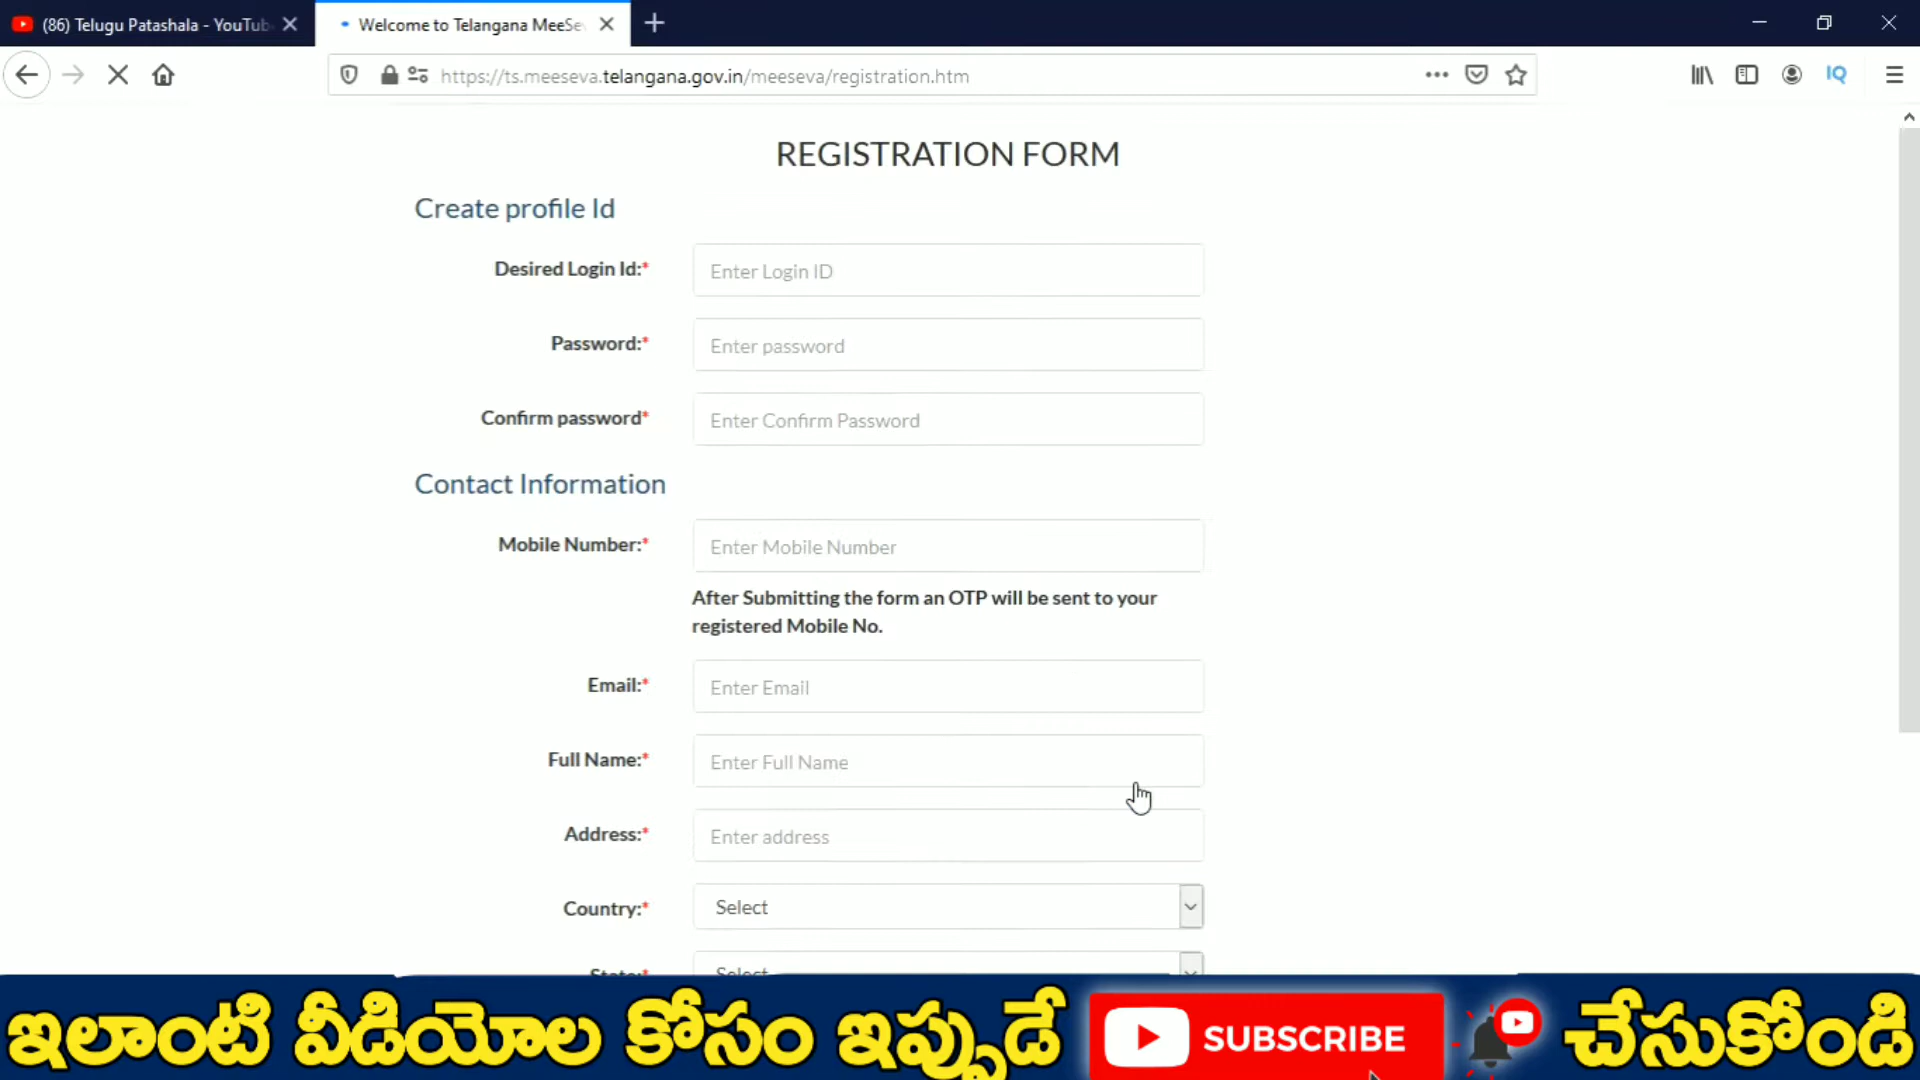 (86) Telugu Patashala - YouTub
Welcome to Telangana MeeSe
https://ts.meeseva.telangana.gov.in/meeseva/registration.htm
IQ
REGISTRATION FORM
Create profile Id
Desired Login Id:*
Enter Login ID
Password:*
Enter password
Confirm password*
Enter Confirm Password
Contact Information
Mobile Number:*
Enter Mobile Number
After Submitting the form an OTP will be sent to your
registered Mobile No.
Email:*
Enter Email
Full Name:*
Enter Full Name
Address:*
Enter address
Country:*
Select
State:*
Select
ఇలాంటి వీడియోల కోసం ఇప్పుడే SUBSCRIBE చేసుకోండి